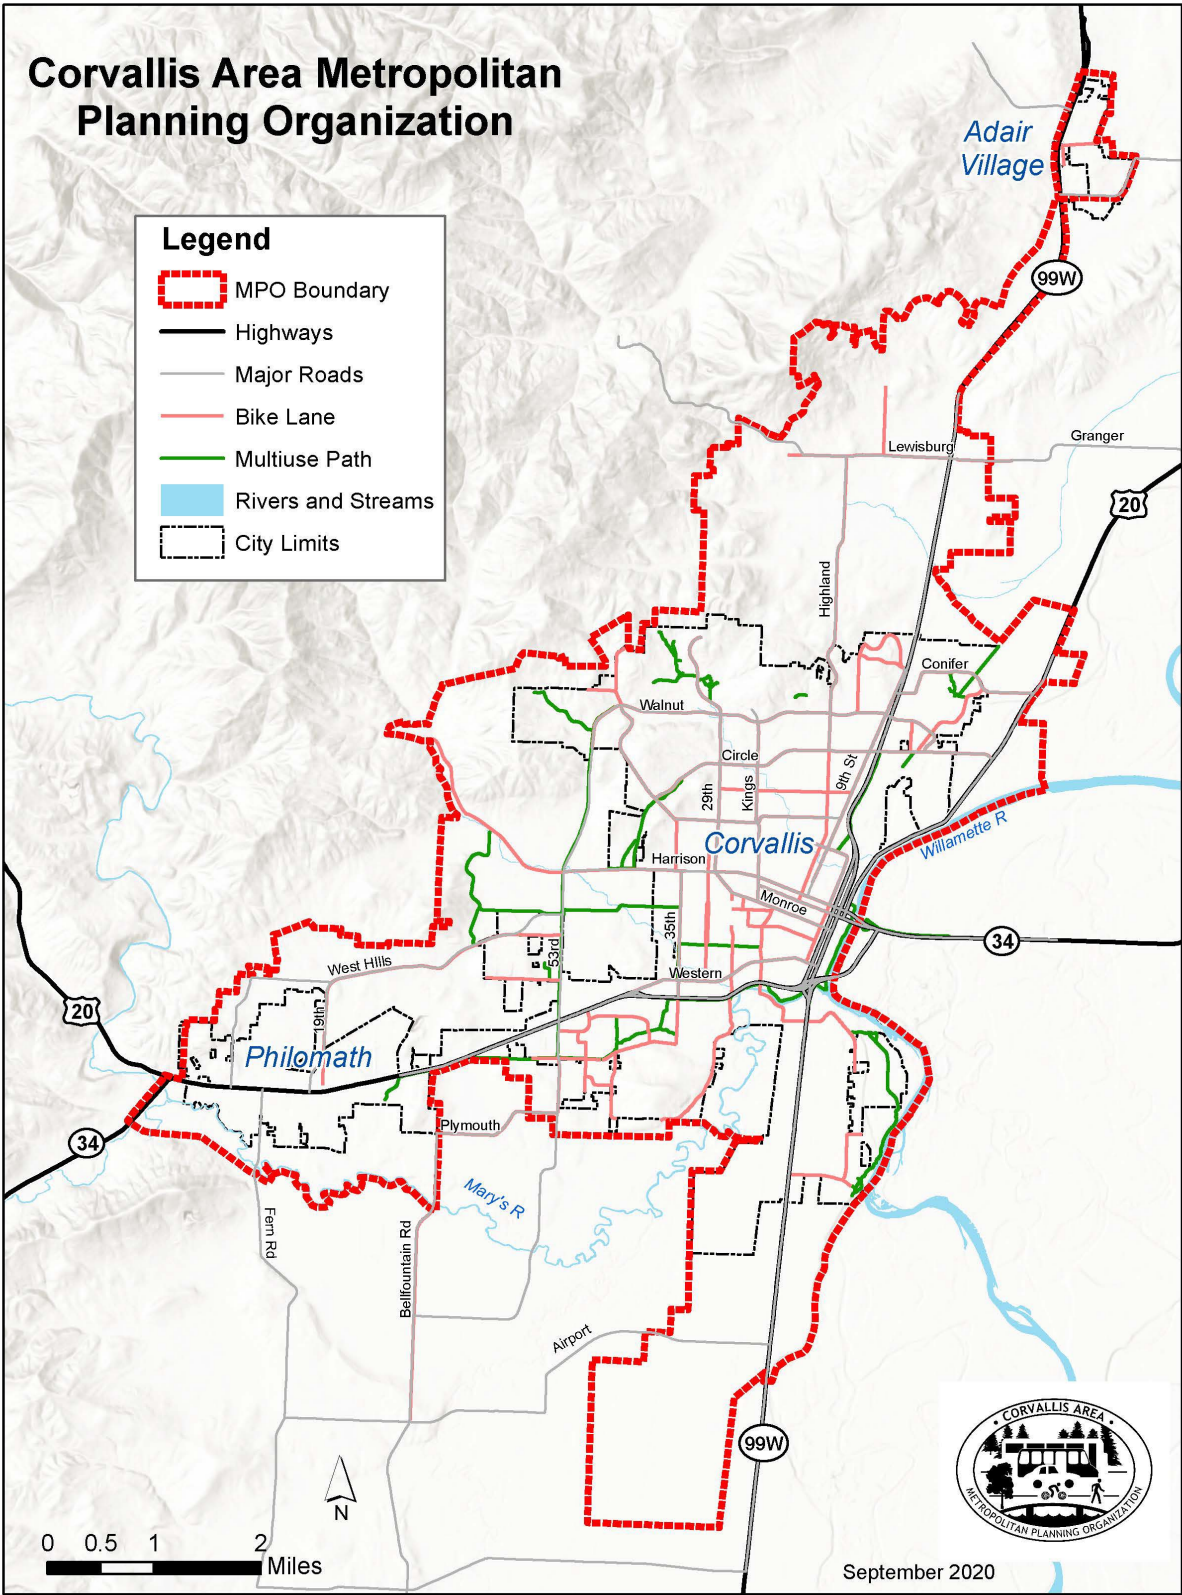 Corvallis Area Metropolitan
Planning Organization
Adair
Village
99W
Legend
MPO Boundary
Highways
Major Roads
Bike Lane
Multiuse Path
Rivers and Streams
City Limits
Lewisburg
Granger
20
Highland
Conifer
Walnut
Circle
9th St
29th
Kings
Corvallis
Willamette R
Harrison
Monroe
35th
53rd
34
West HIlls
Western
20
19th
Philomath
Plymouth
34
Mary's R
Fern Rd
Bellfountain Rd
Airport
99W
CORVALLIS AREA
METROPOLITAN PLANNING ORGANIZATION
N
0 0.5 1 2
Miles
September 2020